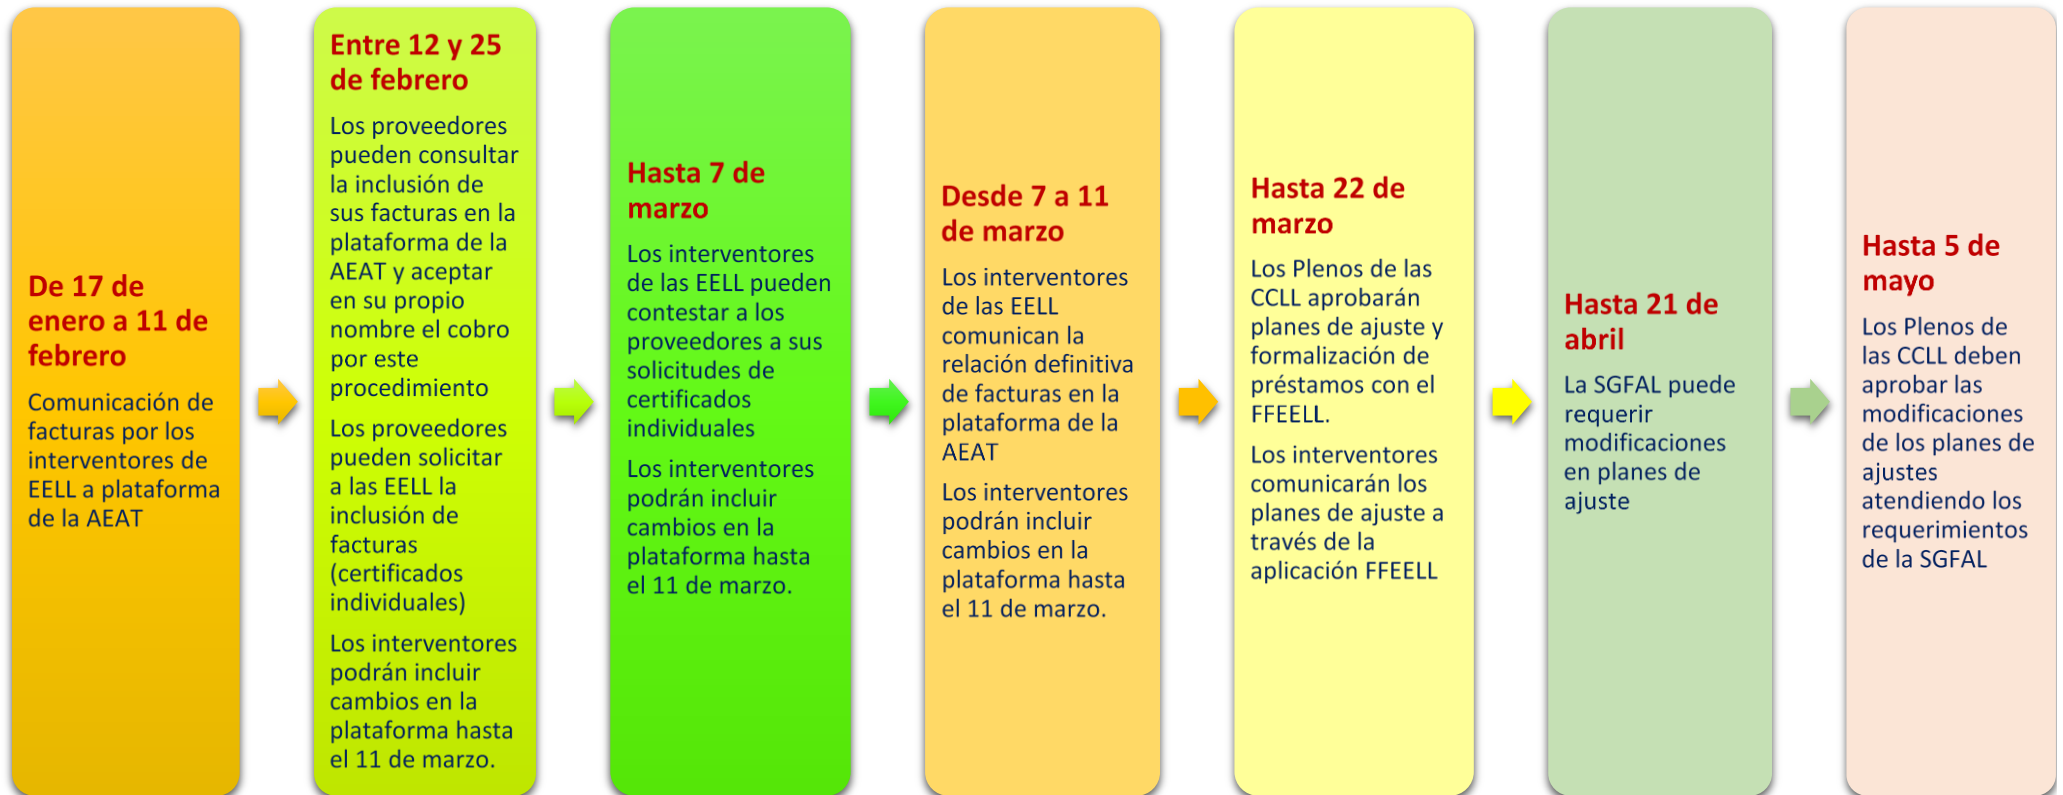 De 17 de
enero a 11 de
febrero
Comunicación de
facturas por los
interventores de
EELL a plataforma
de la AEAT
Entre 12 y 25
de febrero
Los proveedores
pueden consultar
la inclusión de
sus facturas en la
plataforma de la
AEAT y aceptar
en su propio
nombre el cobro
por este
procedimiento
Los proveedores
pueden solicitar
a las EELL la
inclusión de
facturas
(certificados
individuales)
Los interventores
podrán incluir
cambios en la
plataforma hasta
el 11 de marzo.
Hasta 7 de
marzo
Los interventores
de las EELL pueden
contestar a los
proveedores a sus
solicitudes de
certificados
individuales
Los interventores
podrán incluir
cambios en la
plataforma hasta
el 11 de marzo.
Desde 7 a 11
de marzo
Los interventores
de las EELL
comunican la
relación definitiva
de facturas en la
plataforma de la
AEAT
Los interventores
podrán incluir
cambios en la
plataforma hasta
el 11 de marzo.
Hasta 22 de
marzo
Los Plenos de las
CCLL aprobarán
planes de ajuste y
formalización de
préstamos con el
FFEELL.
Los interventores
comunicarán los
planes de ajuste a
través de la
aplicación FFEELL
Hasta 21 de
abril
La SGFAL puede
requerir
modificaciones
en planes de
ajuste
Hasta 5 de
mayo
Los Plenos de
las CCLL deben
aprobar las
modificaciones
de los planes de
ajustes
atendiendo los
requerimientos
de la SGFAL